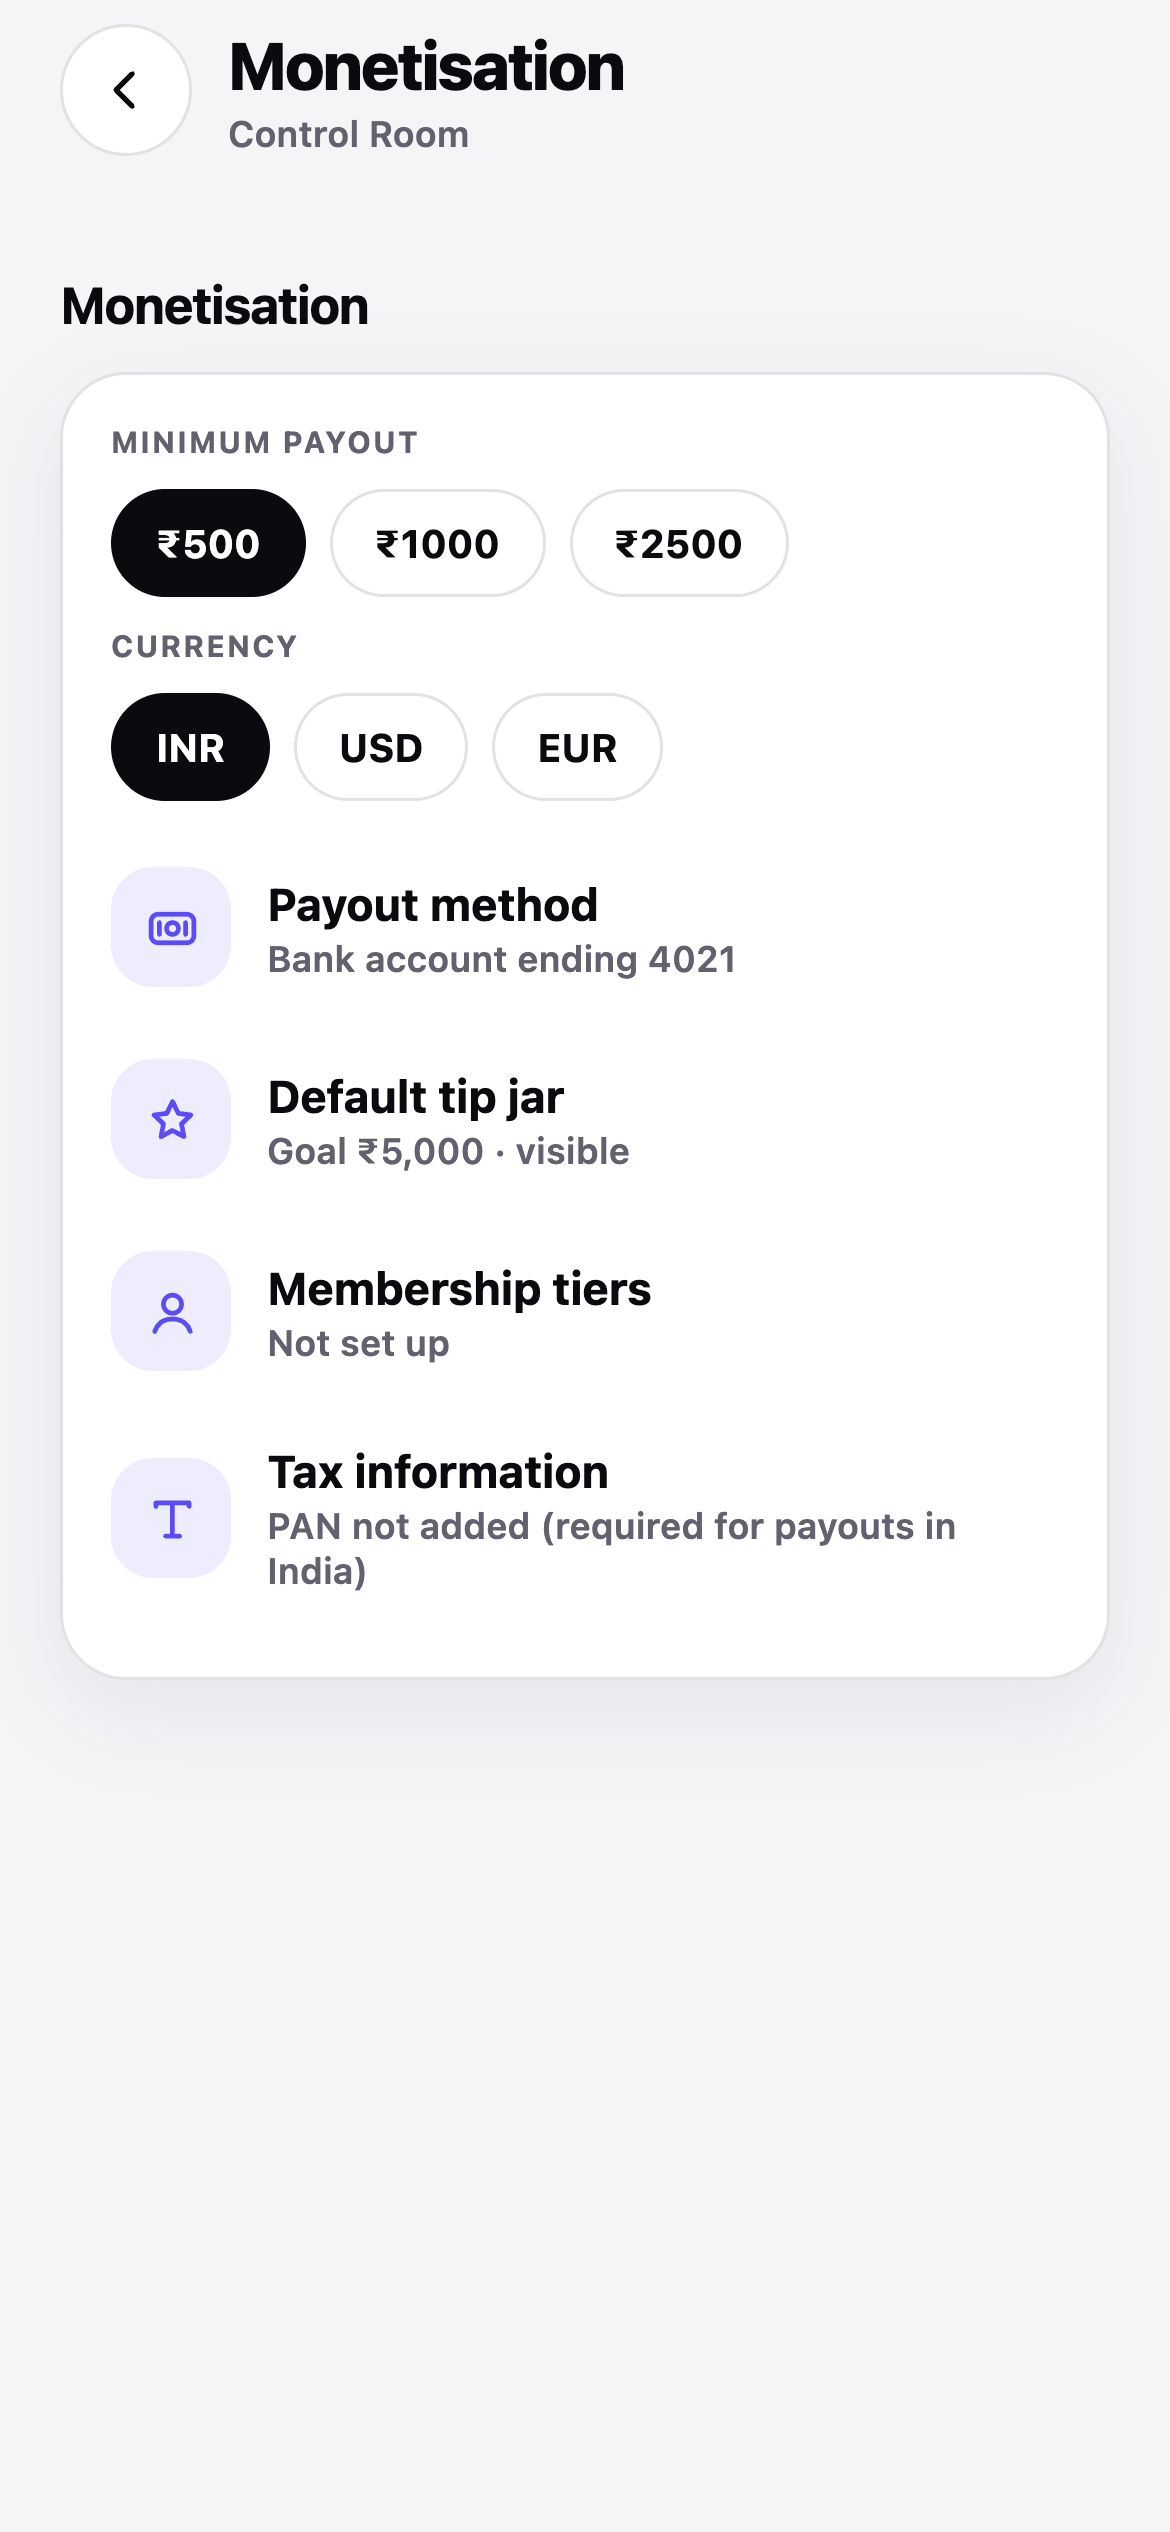 Monetisation
Control Room
Monetisation
MINIMUM PAYOUT
₹500 ₹1000 ₹2500
CURRENCY
INR USD EUR
Payout method
Bank account ending 4021
Default tip jar
Goal ₹5,000 · visible
Membership tiers
Not set up
Tax information
PAN not added (required for payouts in
India)